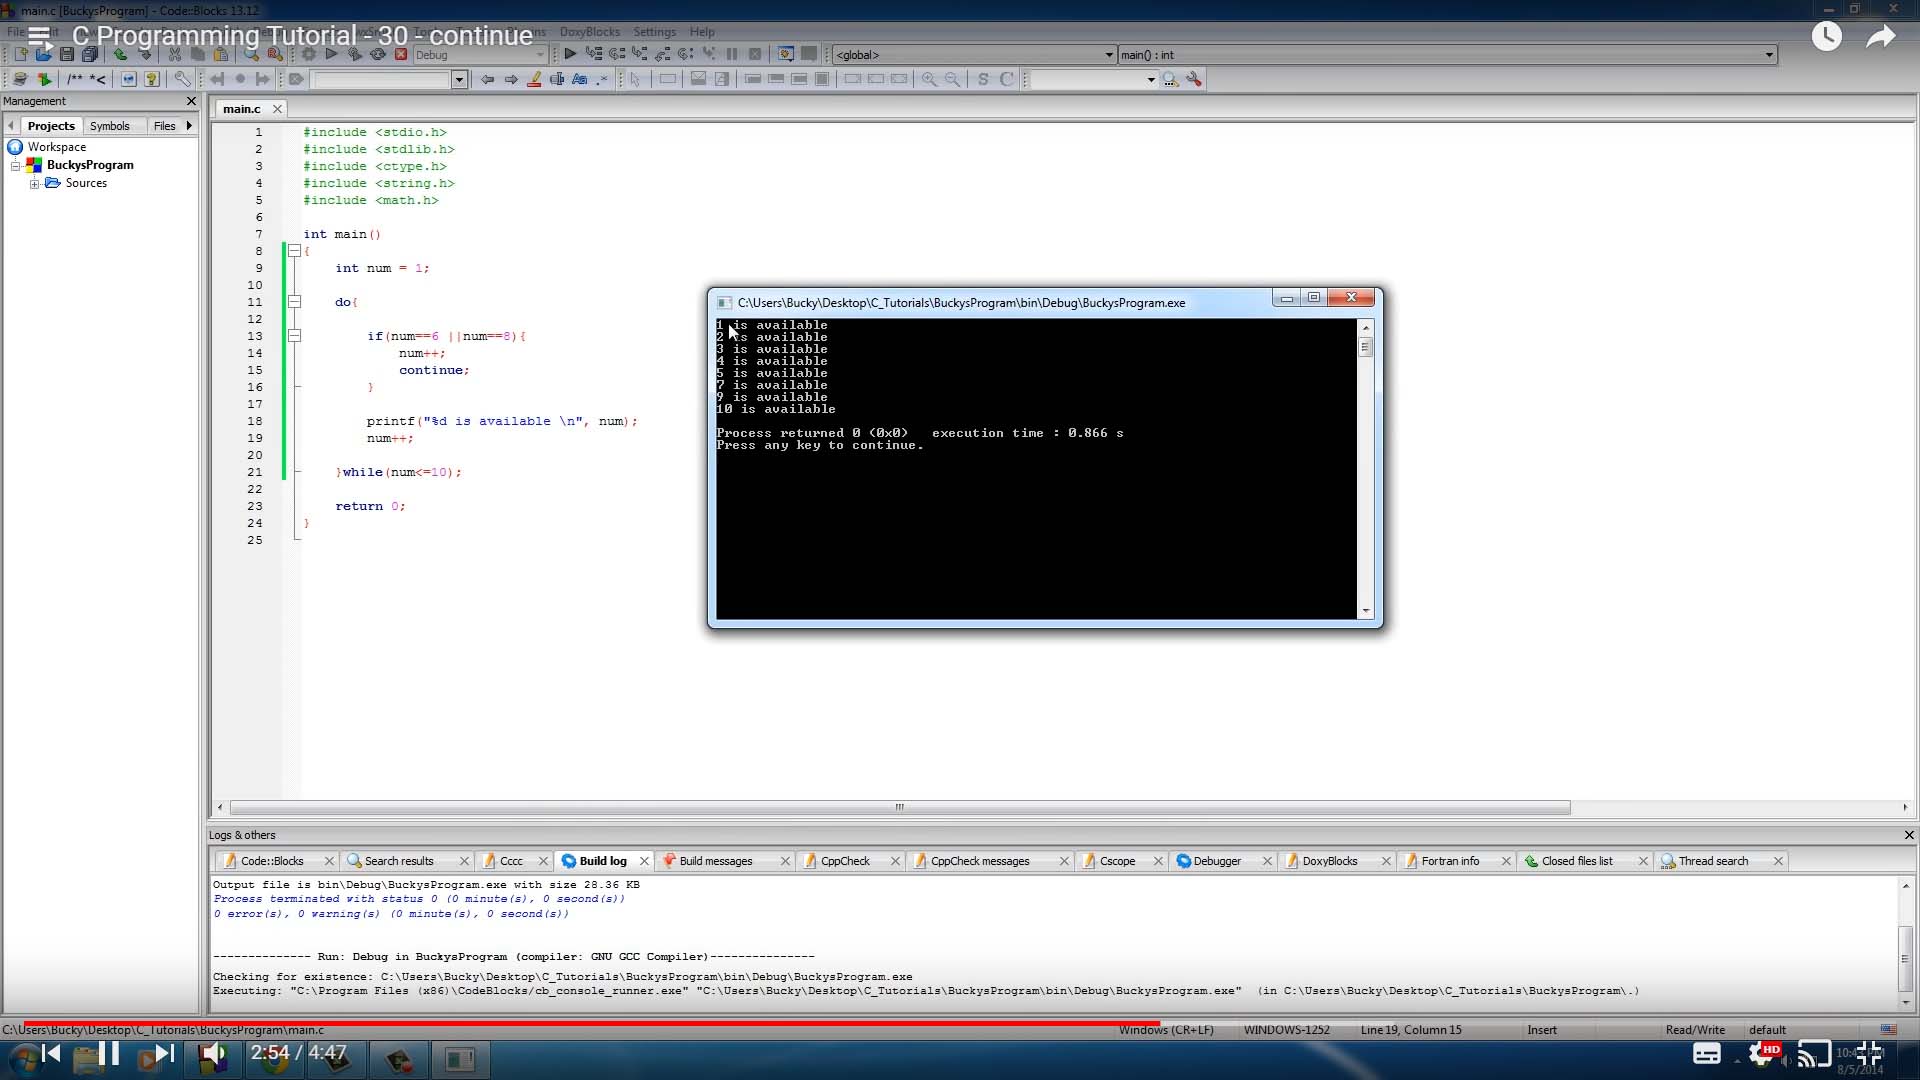 main.c [BuckysProgram] - Code::Blocks 13.12
C Programming Tutorial - 30 - continue
File DoxyBlocks Settings Help
Debug <global> main() : int
/** *<
Management
Projects Symbols Files
Workspace
BuckysProgram
Sources
main.c
1 #include <stdio.h>
2 #include <stdlib.h>
3 #include <ctype.h>
4 #include <string.h>
5 #include <math.h>
6
7 int main()
8 {
9 int num = 1;
10
11 do{
12
13 if(num==6 ||num==8){
14 num++;
15 continue;
16 }
17
18 printf("%d is available \n", num);
19 num++;
20
21 }while(num<=10);
22
23 return 0;
24 }
25
C:\Users\Bucky\Desktop\C_Tutorials\BuckysProgram\bin\Debug\BuckysProgram.exe
1 is available
2 is available
3 is available
4 is available
5 is available
7 is available
9 is available
10 is available
Process returned 0 (0x0) execution time : 0.866 s
Press any key to continue.
Logs & others
Code::Blocks Search results Cccc Build log Build messages CppCheck CppCheck messages Cscope Debugger DoxyBlocks Fortran info Closed files list Thread search
Output file is bin\Debug\BuckysProgram.exe with size 28.36 KB
Process terminated with status 0 (0 minute(s), 0 second(s))
0 error(s), 0 warning(s) (0 minute(s), 0 second(s))
-------------- Run: Debug in BuckysProgram (compiler: GNU GCC Compiler)---------------
Checking for existence: C:\Users\Bucky\Desktop\C_Tutorials\BuckysProgram\bin\Debug\BuckysProgram.exe
Executing: "C:\Program Files (x86)\CodeBlocks/cb_console_runner.exe" "C:\Users\Bucky\Desktop\C_Tutorials\BuckysProgram\bin\Debug\BuckysProgram.exe" (in C:\Users\Bucky\Desktop\C_Tutorials\BuckysProgram\.)
C:\Users\Bucky\Desktop\C_Tutorials\BuckysProgram\main.c Windows (CR+LF) WINDOWS-1252 Line 19, Column 15 Insert Read/Write default
2:54 / 4:47 HD
8/5/2014